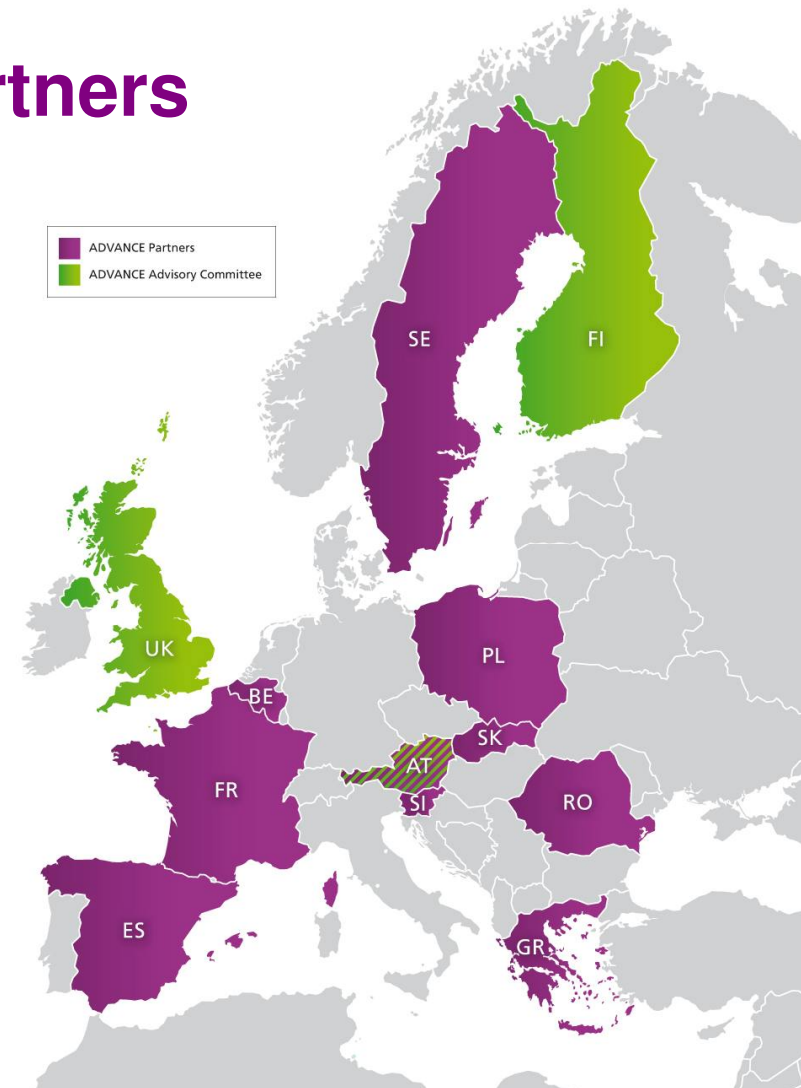 rtners
ADVANCE Partners
ADVANCE Advisory Committee
SE
FI
UK
PL
BE
SK
AT
FR
SI
RO
ES
GR